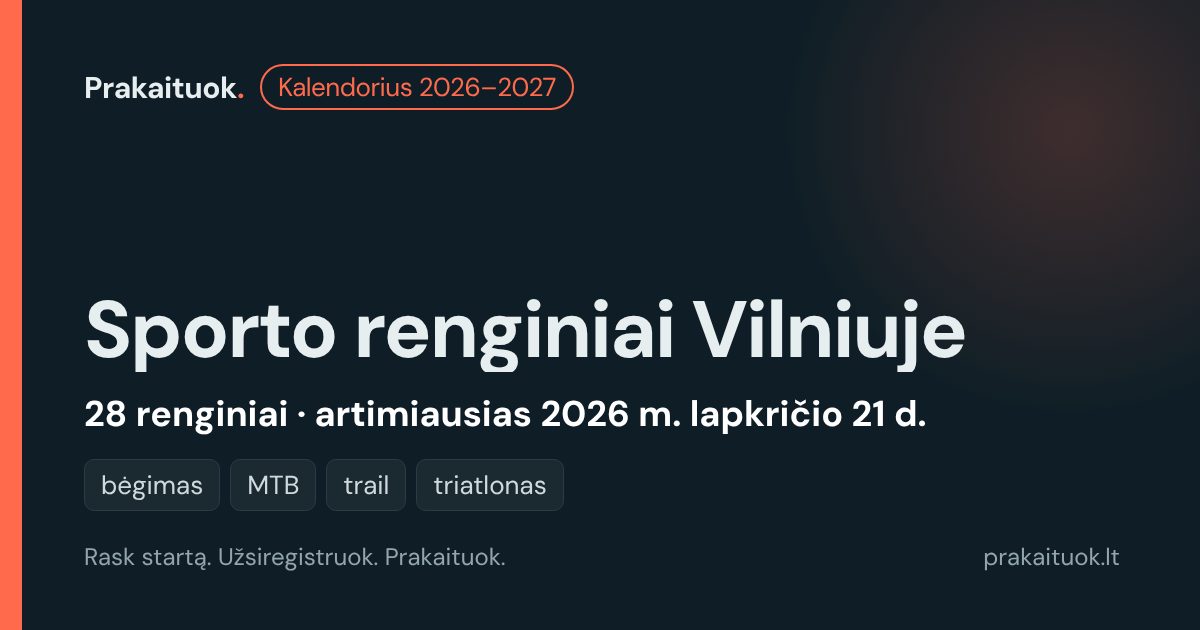 Prakaituok. Kalendorius 2026–2027
Sporto renginiai Vilniuje
28 renginiai · artimiausias 2026 m. lapkričio 21 d.
bėgimas MTB trail triatlonas
Rask startą. Užsiregistruok. Prakaituok. prakaituok.lt